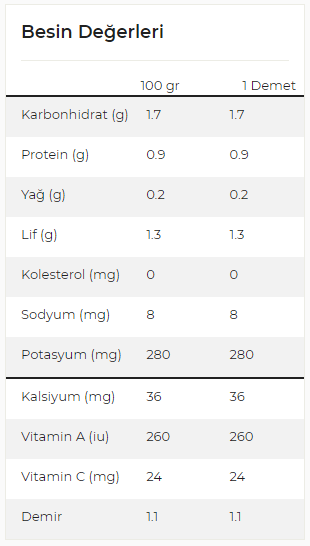 Besin Değerleri
100 gr 1 Demet
Karbonhidrat (g) 1.7 1.7
Protein (g) 0.9 0.9
Yağ (g) 0.2 0.2
Lif (g) 1.3 1.3
Kolesterol (mg) 0 0
Sodyum (mg) 8 8
Potasyum (mg) 280 280
Kalsiyum (mg) 36 36
Vitamin A (iu) 260 260
Vitamin C (mg) 24 24
Demir 1.1 1.1